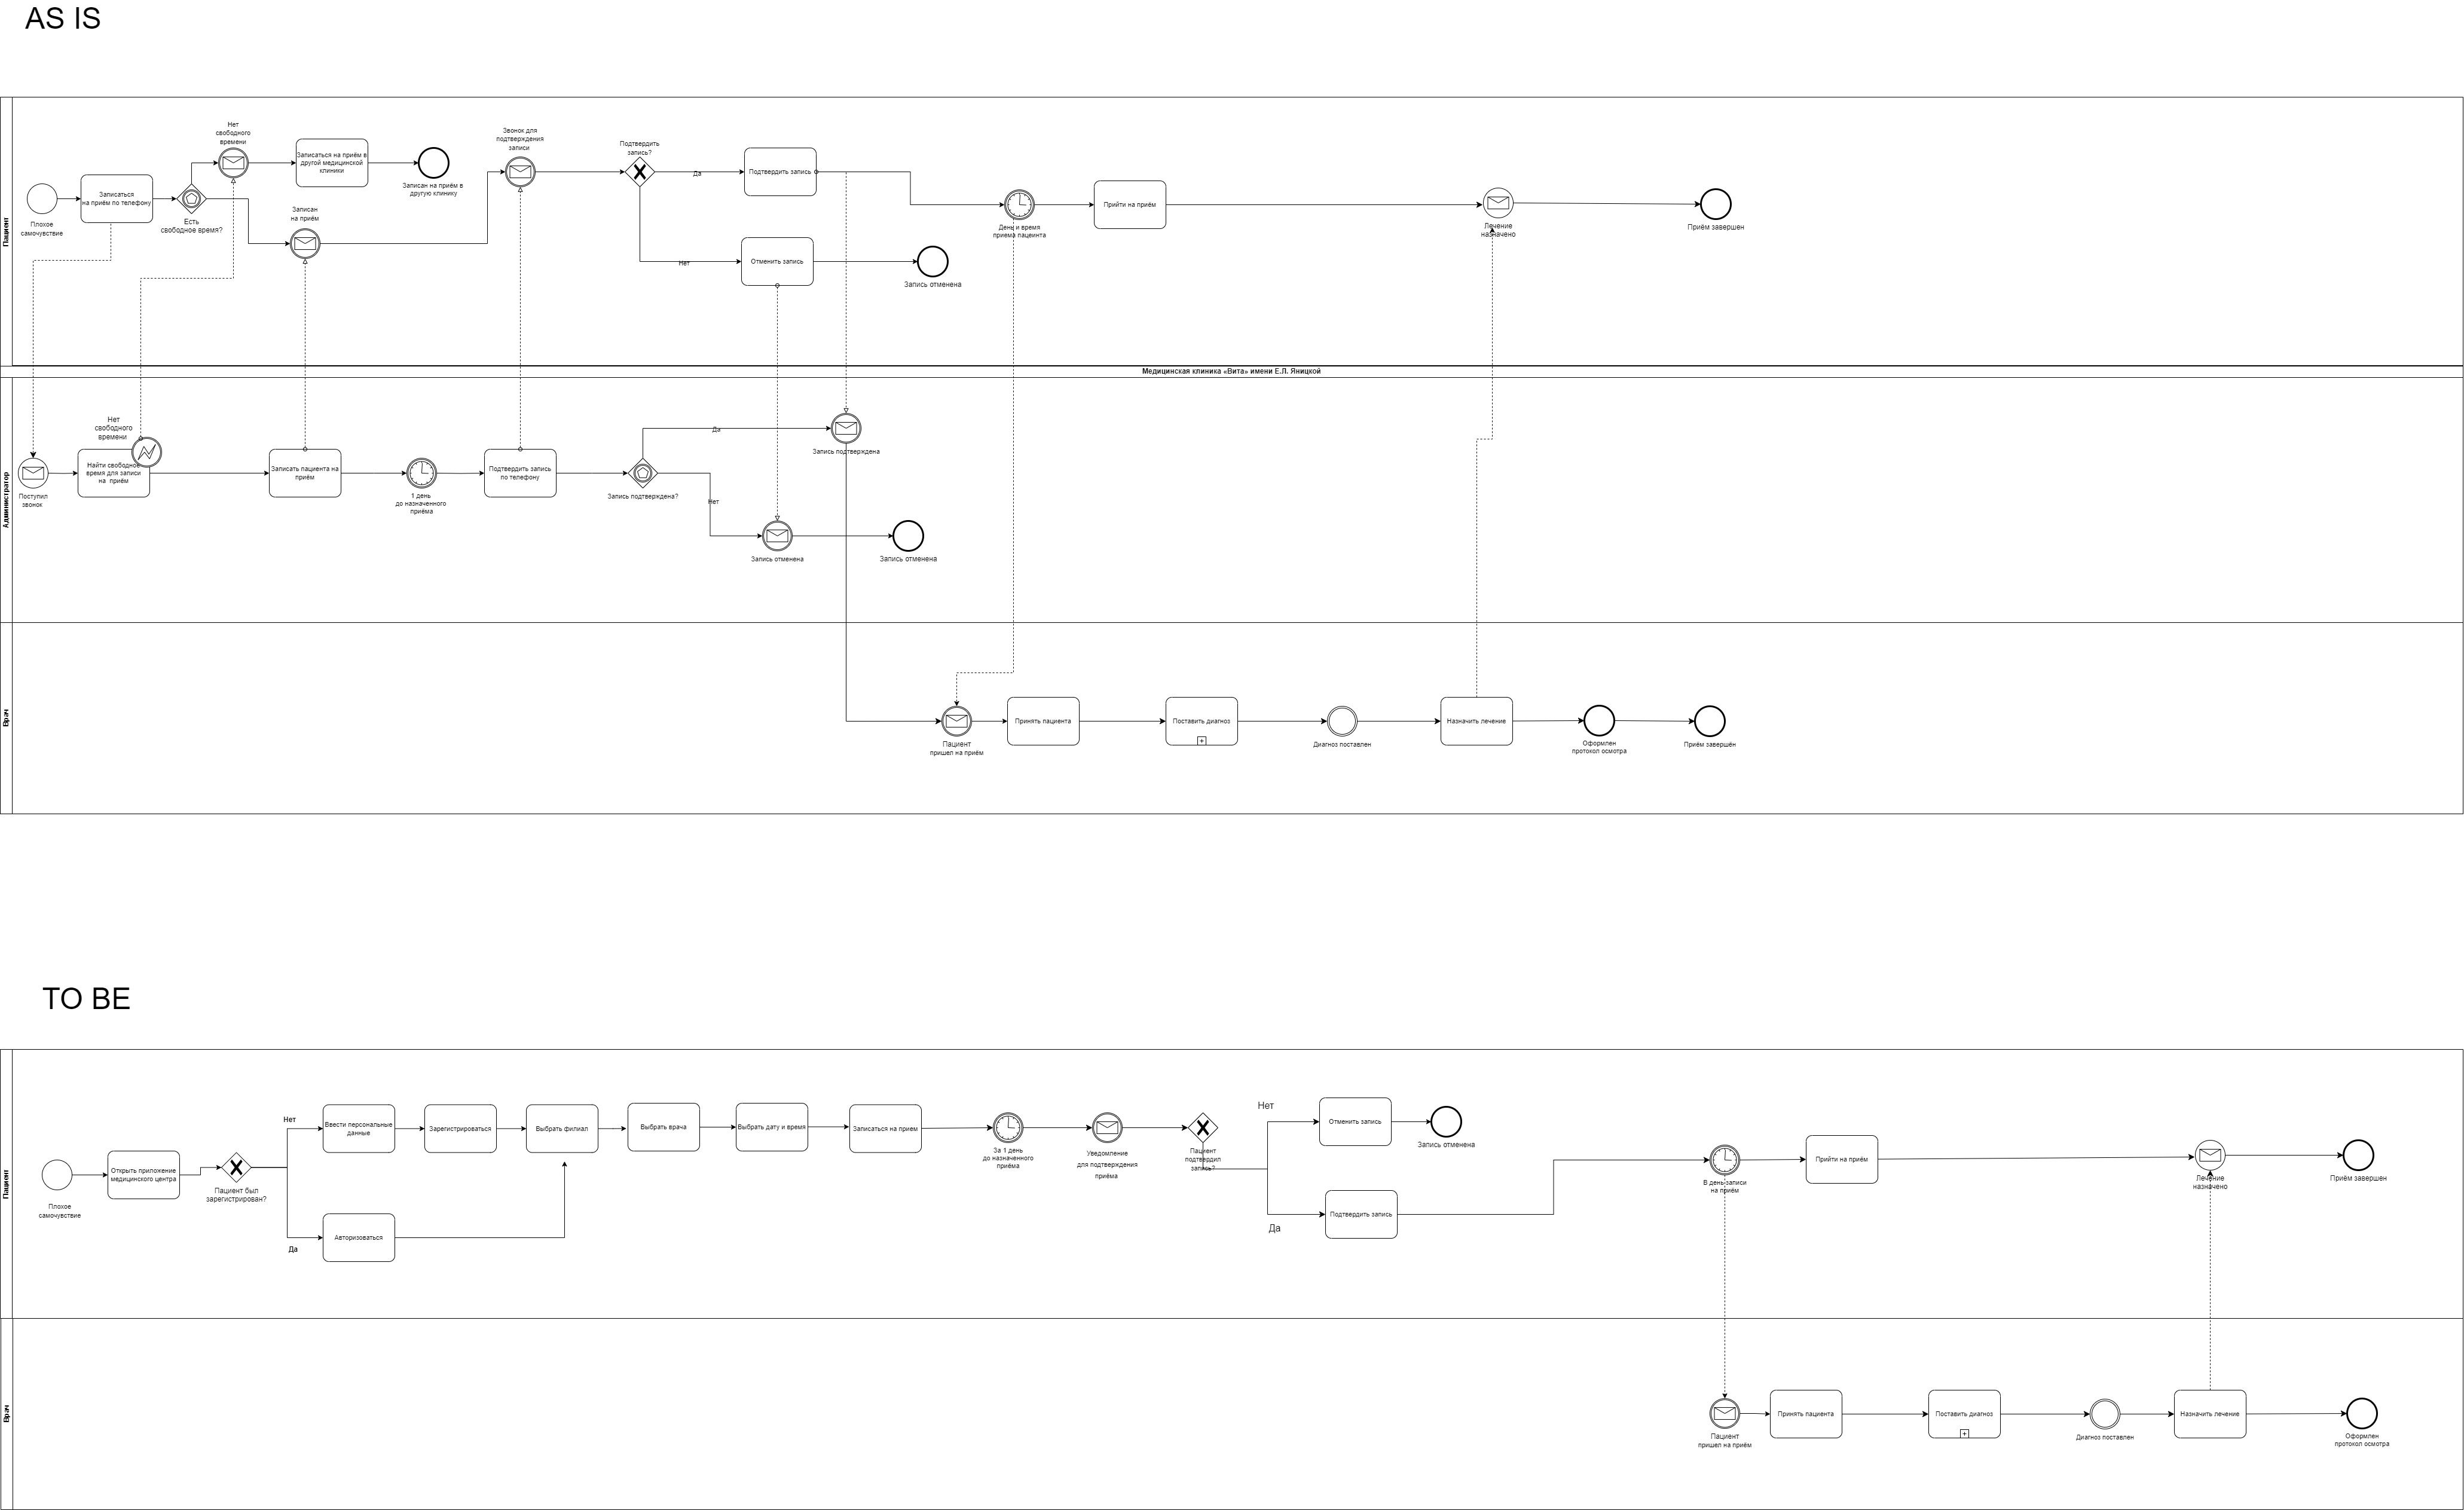 AS IS
Пациент
Плохое
самочувствие
Записаться
на приём по телефону
Есть
свободное время?
Нет
свободного
времени
Записаться на приём в
другой медицинской
клиники
Записан на приём в
другую клинику
Записан
на приём
Звонок для
подтверждения
записи
Подтвердить
запись?
Да
Нет
Подтвердить запись
Отменить запись
Запись отменена
День и время
приема пацеинта
Прийти на приём
Лечение
назначено
Приём завершен
Медицинская клиника «Вита» имени Е.Л. Яницкой
Администратор
Поступил
звонок
Нет
свободного
времени
Найти свободное
время для записи
на приём
Записать пациента на
приём
1 день
до назначенного
приёма
Подтвердить запись
по телефону
Запись подтверждена?
Да
Нет
Запись подтверждена
Запись отменена
Запись отменена
Врач
Пациент
пришел на приём
Принять пациента
Поставить диагноз
Диагноз поставлен
Назначить лечение
Оформлен
протокол осмотра
Приём завершён
TO BE
Пациент
Плохое
самочувствие
Открыть приложение
медицинского центра
Пациент был
зарегистрирован?
Нет
Да
Ввести персональные
данные
Зарегистрироваться
Авторизоваться
Выбрать филиал
Выбрать врача
Выбрать дату и время
Записаться на прием
За 1 день
до назначенного
приёма
Уведомление
для подтверждения
приёма
Пациент
подтвердил
запись?
Нет
Да
Отменить запись
Запись отменена
Подтвердить запись
В день записи
на приём
Прийти на приём
Лечение
назначено
Приём завершен
Врач
Пациент
пришел на приём
Принять пациента
Поставить диагноз
Диагноз поставлен
Назначить лечение
Оформлен
протокол осмотра